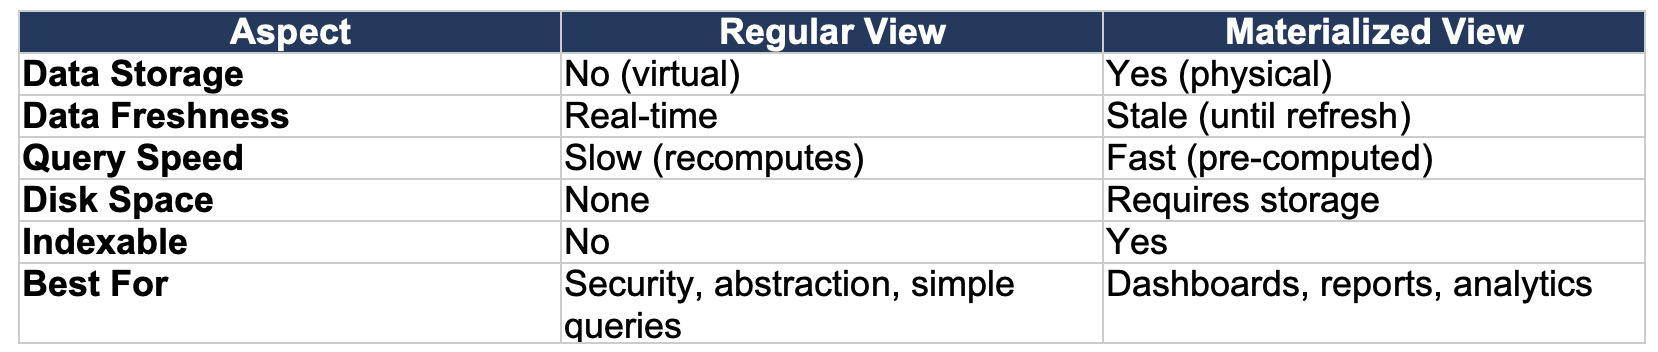 Aspect Regular View Materialized View
Data Storage No (virtual) Yes (physical)
Data Freshness Real-time Stale (until refresh)
Query Speed Slow (recomputes) Fast (pre-computed)
Disk Space None Requires storage
Indexable No Yes
Best For Security, abstraction, simple Dashboards, reports, analytics
queries